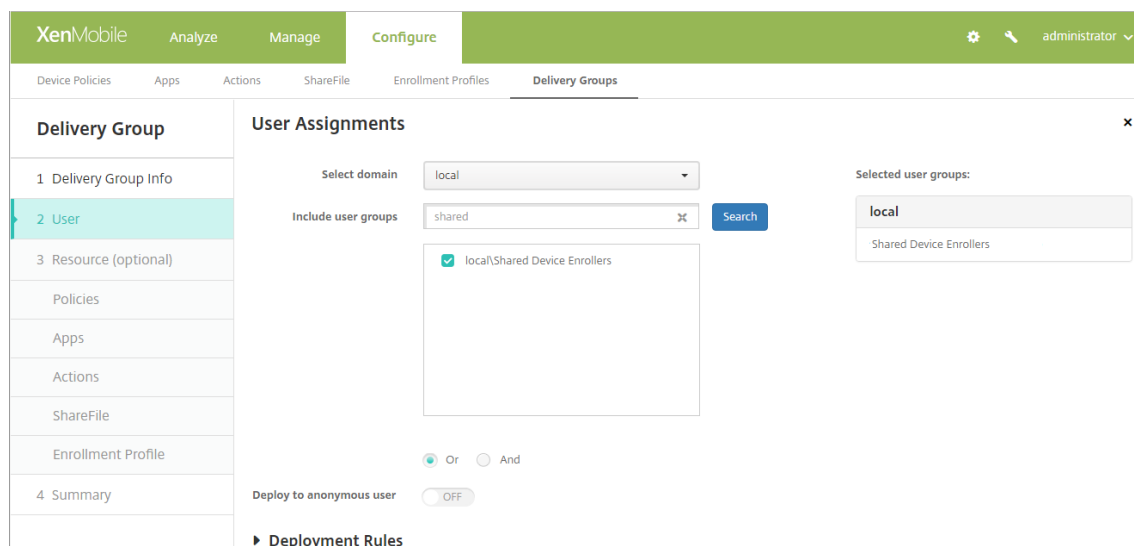 XenMobile Analyze Manage Configure administrator
Device Policies Apps Actions ShareFile Enrollment Profiles Delivery Groups
Delivery Group
1 Delivery Group Info
2 User
3 Resource (optional)
Policies
Apps
Actions
ShareFile
Enrollment Profile
4 Summary
User Assignments
Select domain local
Include user groups shared Search
local\Shared Device Enrollers
Or And
Deploy to anonymous user OFF
Deployment Rules
Selected user groups:
local
Shared Device Enrollers